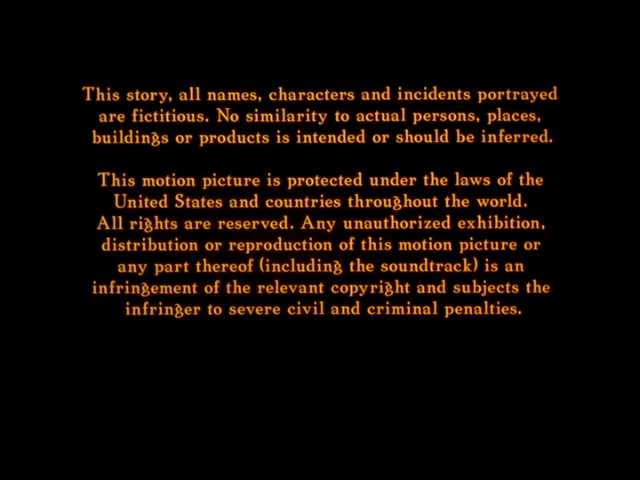 This story, all names, characters and incidents portrayed
are fictitious. No similarity to actual persons, places,
buildings or products is intended or should be inferred.
This motion picture is protected under the laws of the
United States and countries throughout the world.
All rights are reserved. Any unauthorized exhibition,
distribution or reproduction of this motion picture or
any part thereof (including the soundtrack) is an
infringement of the relevant copyright and subjects the
infringer to severe civil and criminal penalties.